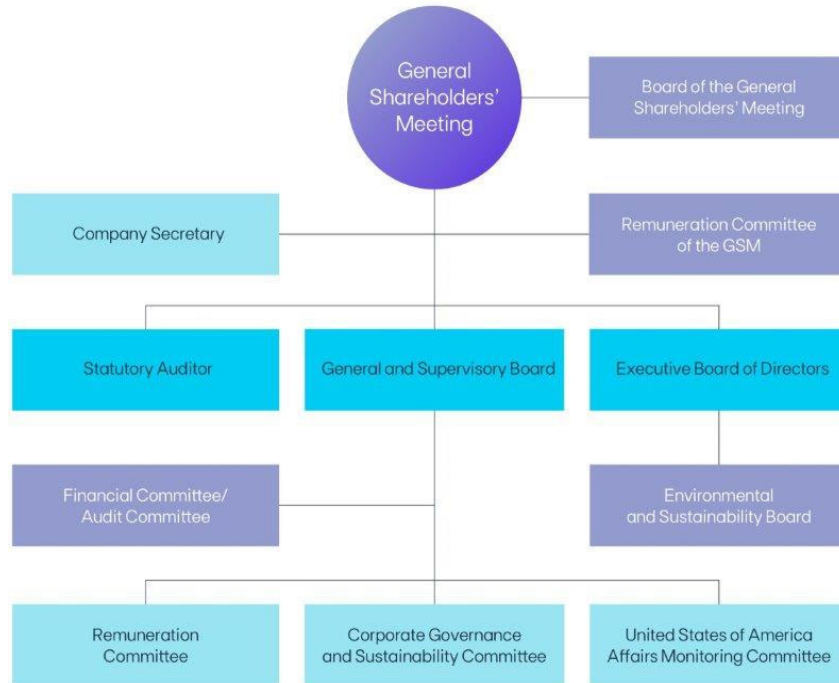 General
Shareholders'
Meeting
Board of the General
Shareholders' Meeting
Company Secretary
Remuneration Committee
of the GSM
Statutory Auditor
General and Supervisory Board
Executive Board of Directors
Financial Committee/
Audit Committee
Environmental
and Sustainability Board
Remuneration
Committee
Corporate Governance
and Sustainability Committee
United States of America
Affairs Monitoring Committee